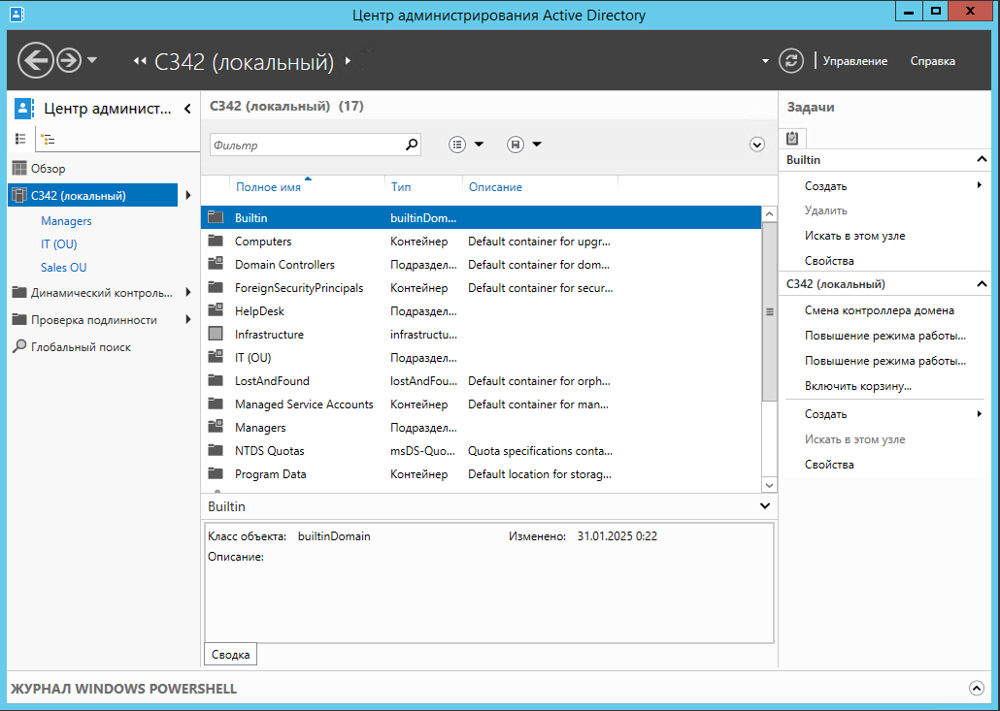 Центр администрирования Active Directory
C342 (локальный)
Управление
Справка
Центр админист...
Обзор
C342 (локальный)
Managers
IT (OU)
Sales OU
Динамический контроль...
Проверка подлинности
Глобальный поиск
C342 (локальный) (17)
Фильтр
Полное имя Тип Описание
Builtin builtinDom...
Computers Контейнер Default container for upgr...
Domain Controllers Подраздел... Default container for dom...
ForeignSecurityPrincipals Контейнер Default container for secur...
HelpDesk Подраздел...
Infrastructure infrastructu...
IT (OU) Подраздел...
LostAndFound lostAndFou... Default container for orph...
Managed Service Accounts Контейнер Default container for man...
Managers Подраздел...
NTDS Quotas msDS-Quo... Quota specifications conta...
Program Data Контейнер Default location for storag...
Builtin
Класс объекта: builtinDomain Изменено: 31.01.2025 0:22
Описание:
Сводка
Задачи
Builtin
Создать
Удалить
Искать в этом узле
Свойства
C342 (локальный)
Смена контроллера домена
Повышение режима работы...
Повышение режима работы...
Включить корзину...
Создать
Искать в этом узле
Свойства
ЖУРНАЛ WINDOWS POWERSHELL